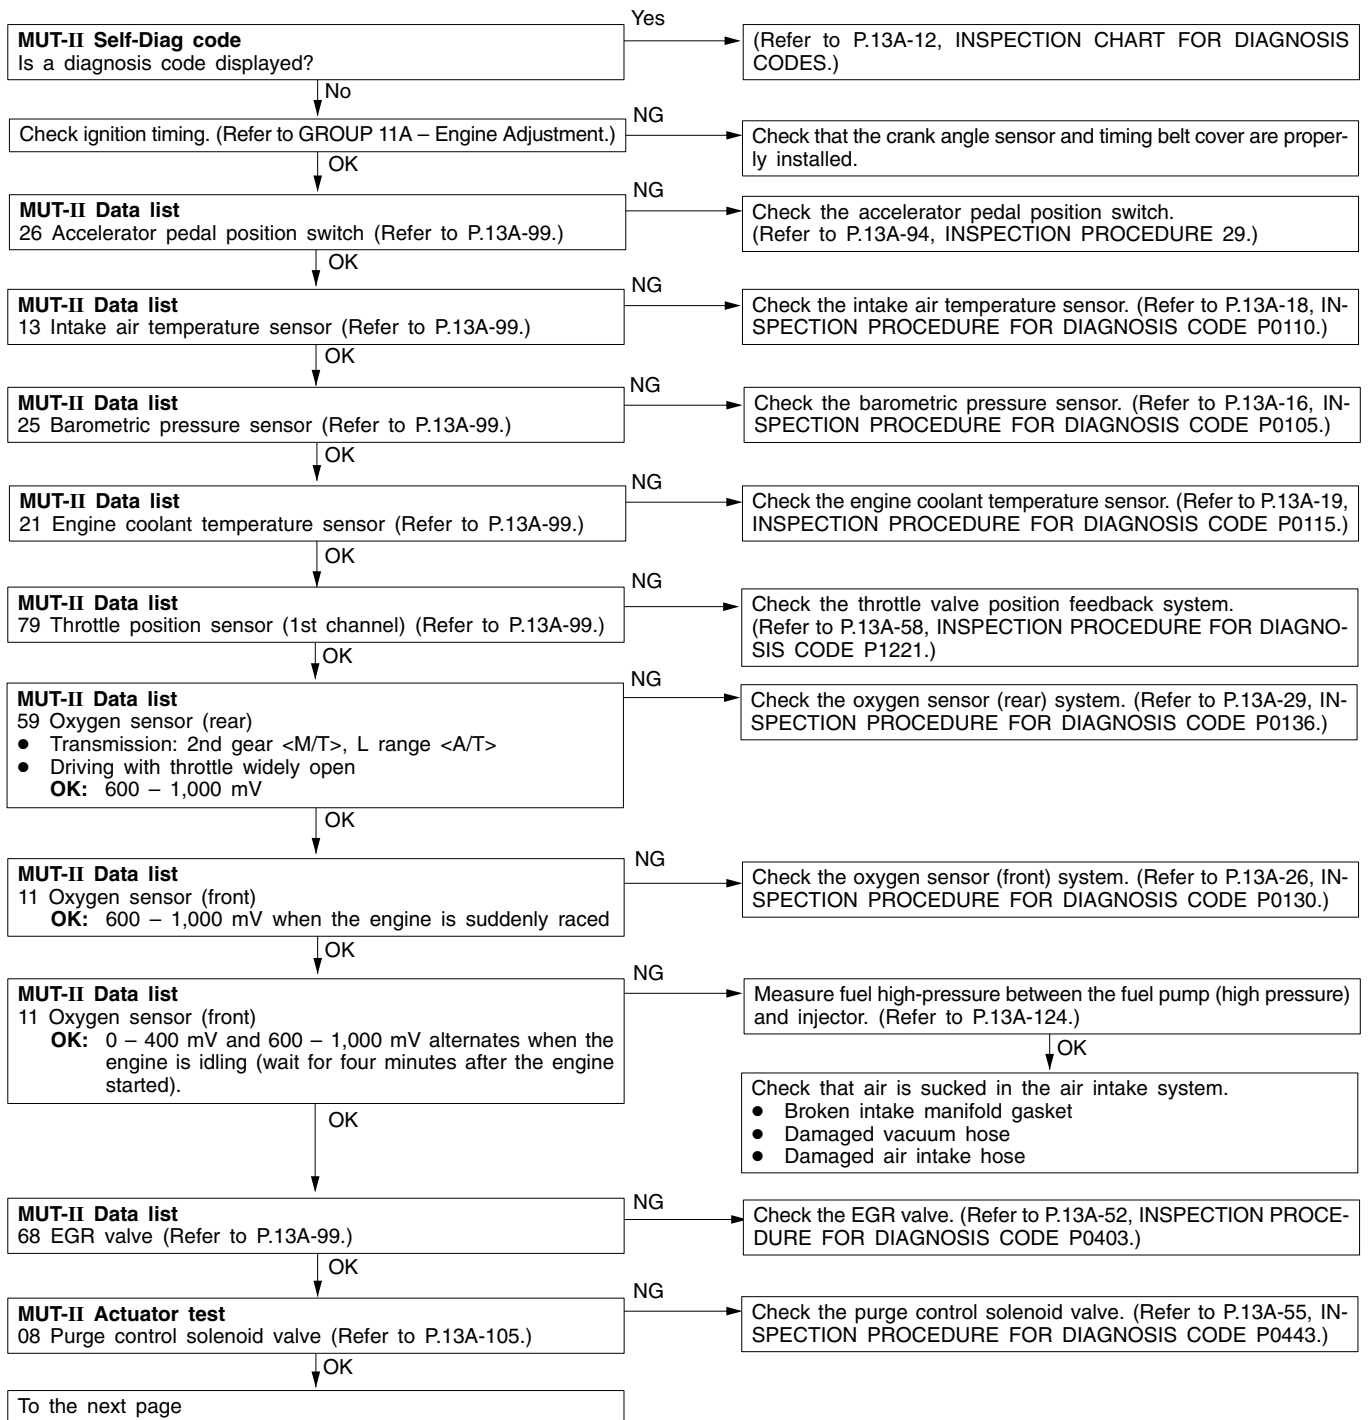 Yes
MUT-II Self-Diag code
Is a diagnosis code displayed?
(Refer to P.13A-12, INSPECTION CHART FOR DIAGNOSIS
CODES.)
No
Check ignition timing. (Refer to GROUP 11A – Engine Adjustment.)
NG
Check that the crank angle sensor and timing belt cover are proper-
ly installed.
OK
MUT-II Data list
26 Accelerator pedal position switch (Refer to P.13A-99.)
NG
Check the accelerator pedal position switch.
(Refer to P.13A-94, INSPECTION PROCEDURE 29.)
OK
MUT-II Data list
13 Intake air temperature sensor (Refer to P.13A-99.)
NG
Check the intake air temperature sensor. (Refer to P.13A-18, IN-
SPECTION PROCEDURE FOR DIAGNOSIS CODE P0110.)
OK
MUT-II Data list
25 Barometric pressure sensor (Refer to P.13A-99.)
NG
Check the barometric pressure sensor. (Refer to P.13A-16, IN-
SPECTION PROCEDURE FOR DIAGNOSIS CODE P0105.)
OK
MUT-II Data list
21 Engine coolant temperature sensor (Refer to P.13A-99.)
NG
Check the engine coolant temperature sensor. (Refer to P.13A-19,
INSPECTION PROCEDURE FOR DIAGNOSIS CODE P0115.)
OK
MUT-II Data list
79 Throttle position sensor (1st channel) (Refer to P.13A-99.)
NG
Check the throttle valve position feedback system.
(Refer to P.13A-58, INSPECTION PROCEDURE FOR DIAGNO-
SIS CODE P1221.)
OK
MUT-II Data list
59 Oxygen sensor (rear)
● Transmission: 2nd gear <M/T>, L range <A/T>
● Driving with throttle widely open
OK: 600 – 1,000 mV
NG
Check the oxygen sensor (rear) system. (Refer to P.13A-29, IN-
SPECTION PROCEDURE FOR DIAGNOSIS CODE P0136.)
OK
MUT-II Data list
11 Oxygen sensor (front)
OK: 600 – 1,000 mV when the engine is suddenly raced
NG
Check the oxygen sensor (front) system. (Refer to P.13A-26, IN-
SPECTION PROCEDURE FOR DIAGNOSIS CODE P0130.)
OK
MUT-II Data list
11 Oxygen sensor (front)
OK: 0 – 400 mV and 600 – 1,000 mV alternates when the
engine is idling (wait for four minutes after the engine
started).
NG
Measure fuel high-pressure between the fuel pump (high pressure)
and injector. (Refer to P.13A-124.)
OK
Check that air is sucked in the air intake system.
● Broken intake manifold gasket
● Damaged vacuum hose
● Damaged air intake hose
OK
MUT-II Data list
68 EGR valve (Refer to P.13A-99.)
NG
Check the EGR valve. (Refer to P.13A-52, INSPECTION PROCE-
DURE FOR DIAGNOSIS CODE P0403.)
OK
MUT-II Actuator test
08 Purge control solenoid valve (Refer to P.13A-105.)
NG
Check the purge control solenoid valve. (Refer to P.13A-55, IN-
SPECTION PROCEDURE FOR DIAGNOSIS CODE P0443.)
OK
To the next page